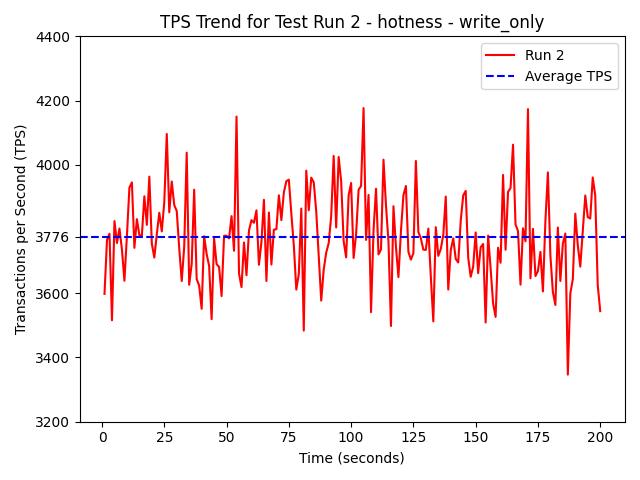 TPS Trend for Test Run 2 - hotness - write_only
Transactions per Second (TPS)
4400
4200
4000
3776
3600
3400
3200
Run 2
Average TPS
0 25 50 75 100 125 150 175 200
Time (seconds)